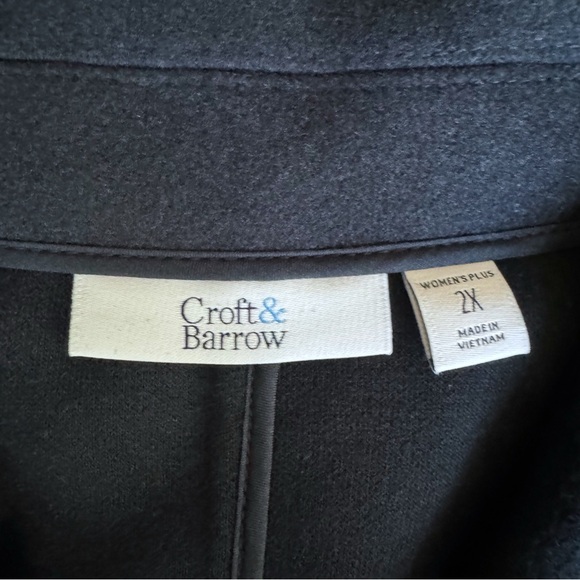 Croft&
Barrow
WOMEN'S PLUS
2X
MADE IN
VIETNAM